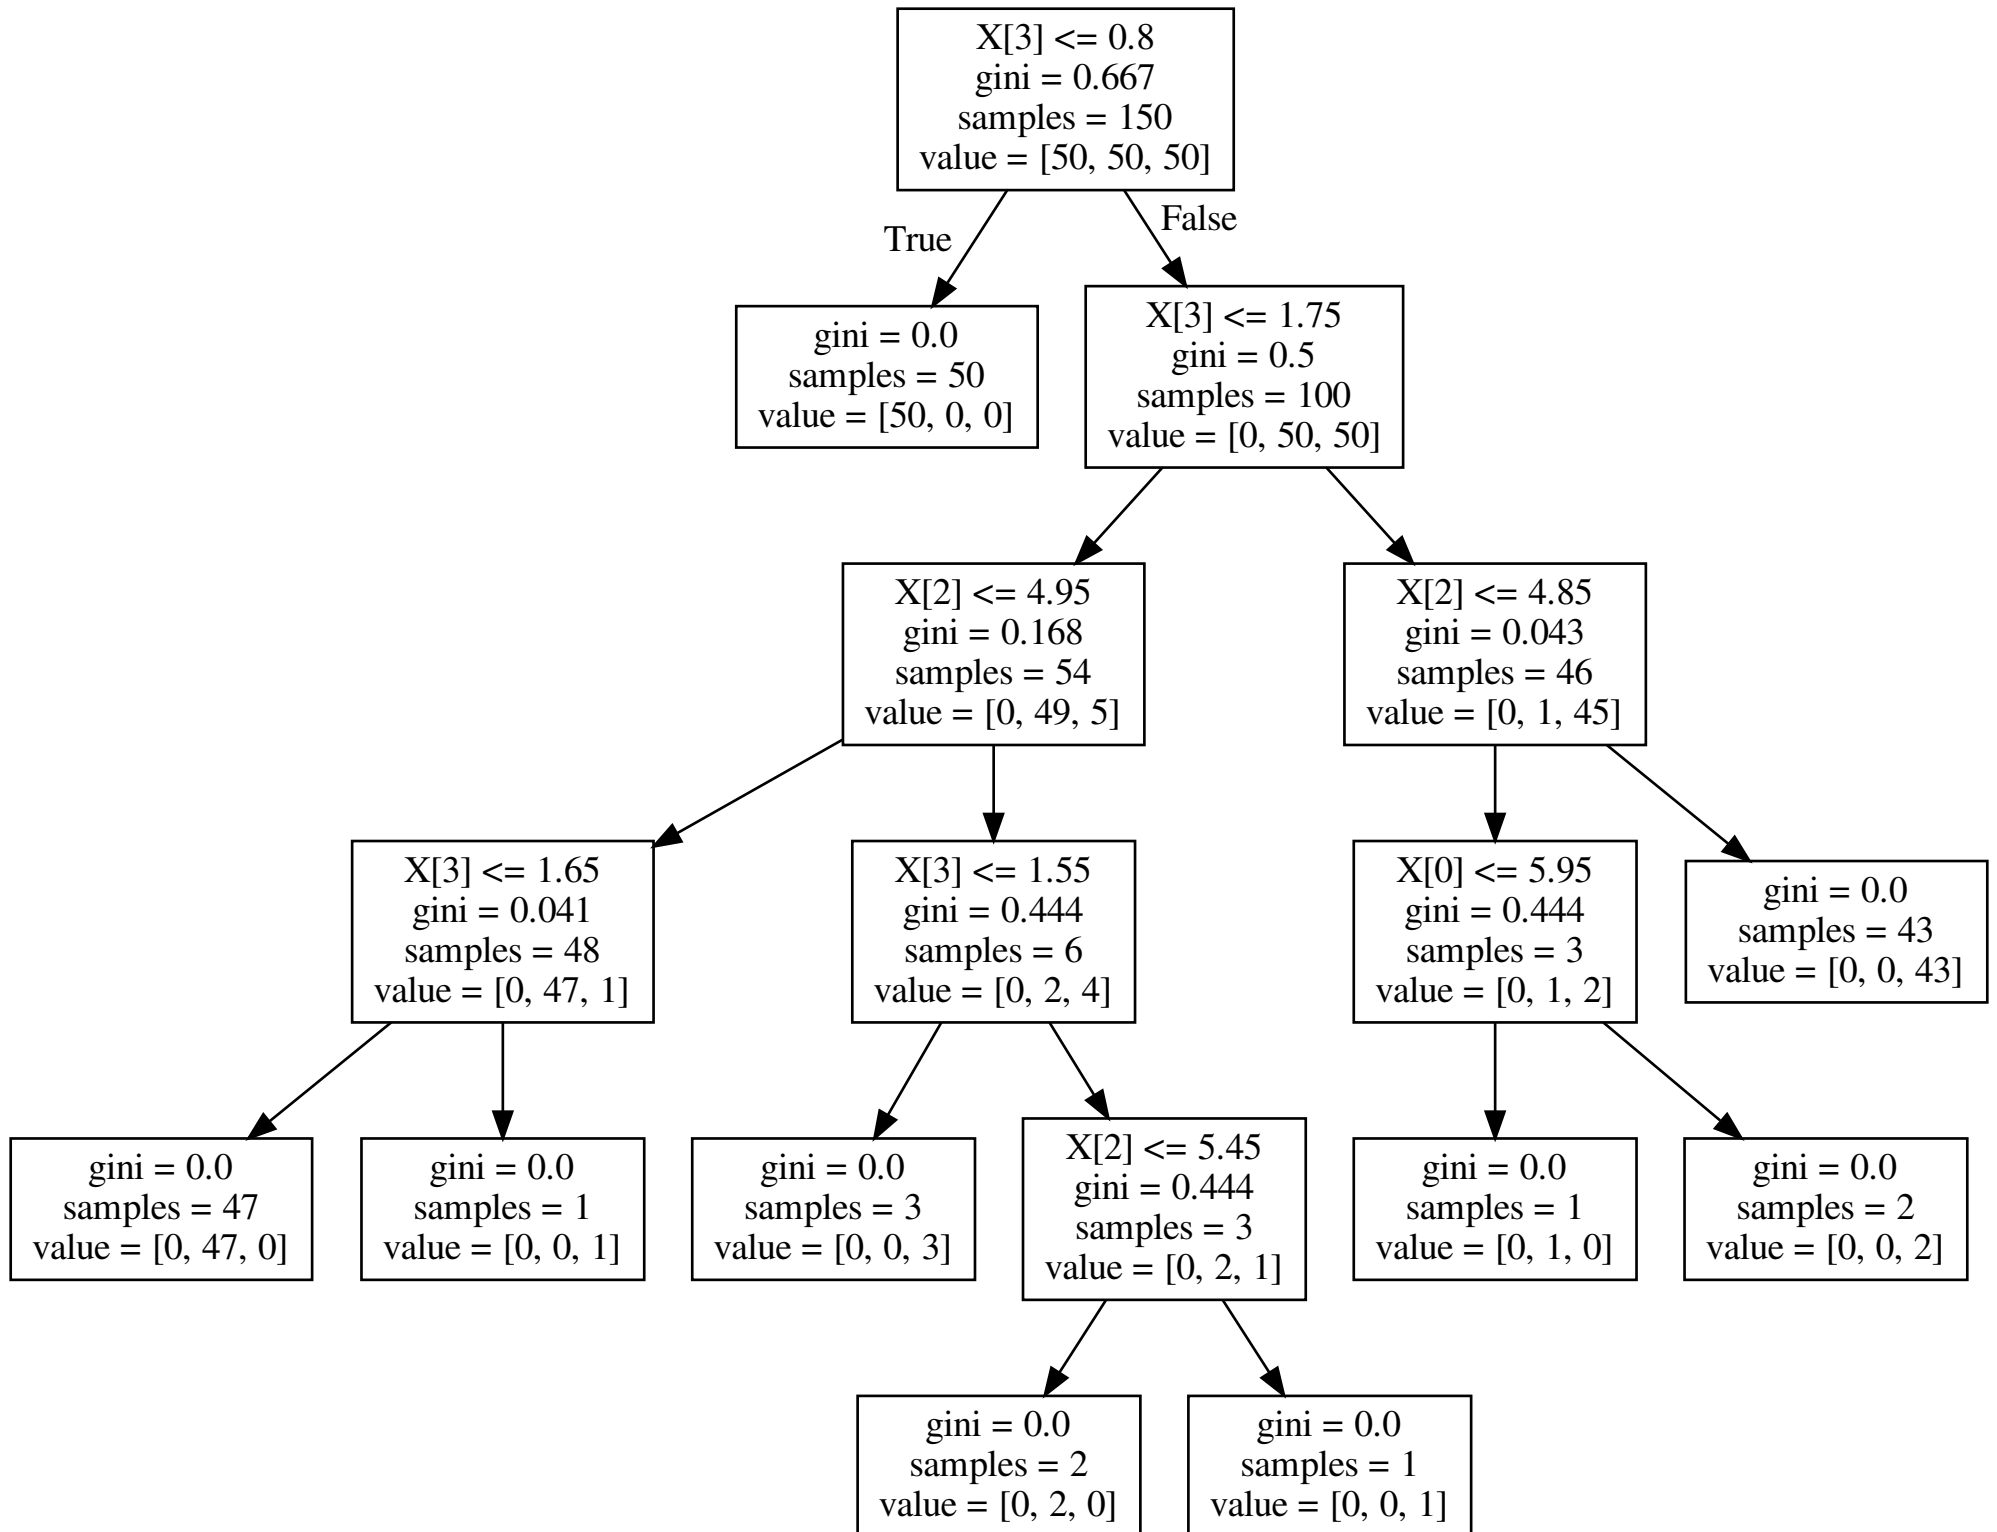 X[3] <= 0.8
gini = 0.667
samples = 150
value = [50, 50, 50]
True
False
gini = 0.0
samples = 50
value = [50, 0, 0]
X[3] <= 1.75
gini = 0.5
samples = 100
value = [0, 50, 50]
X[2] <= 4.95
gini = 0.168
samples = 54
value = [0, 49, 5]
X[2] <= 4.85
gini = 0.043
samples = 46
value = [0, 1, 45]
X[3] <= 1.65
gini = 0.041
samples = 48
value = [0, 47, 1]
X[3] <= 1.55
gini = 0.444
samples = 6
value = [0, 2, 4]
X[0] <= 5.95
gini = 0.444
samples = 3
value = [0, 1, 2]
gini = 0.0
samples = 43
value = [0, 0, 43]
gini = 0.0
samples = 47
value = [0, 47, 0]
gini = 0.0
samples = 1
value = [0, 0, 1]
gini = 0.0
samples = 3
value = [0, 0, 3]
X[2] <= 5.45
gini = 0.444
samples = 3
value = [0, 2, 1]
gini = 0.0
samples = 1
value = [0, 1, 0]
gini = 0.0
samples = 2
value = [0, 0, 2]
gini = 0.0
samples = 2
value = [0, 2, 0]
gini = 0.0
samples = 1
value = [0, 0, 1]